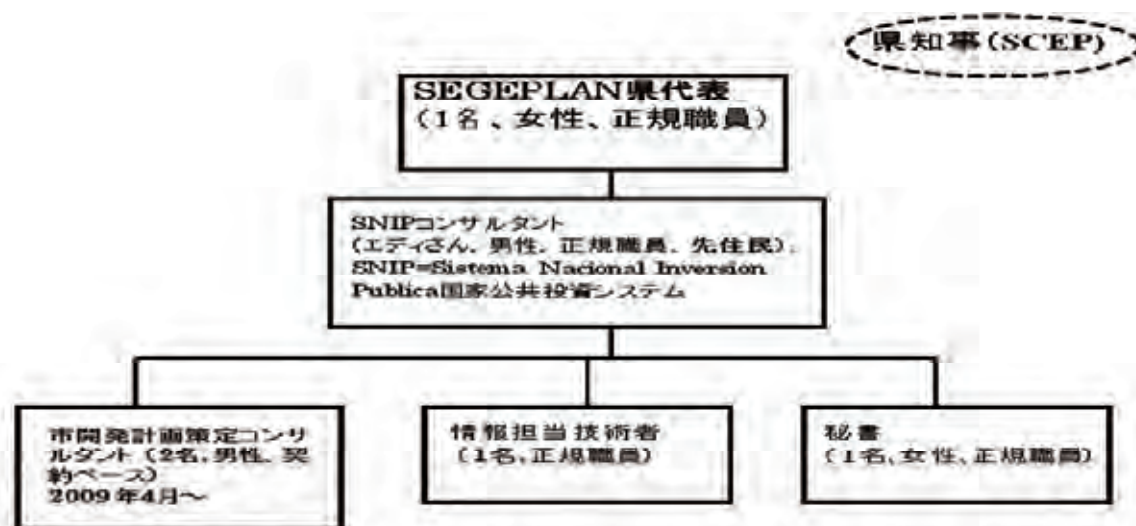 県知事(SCEP)
SEGEPLAN県代表
(1名、女性、正規職員)
SNIPコンサルタント
(エディさん、男性、正規職員、先住民)、
SNIP=Sistema Nacional Inversion
Publica国家公共投資システム
市開発計画策定コンサ
ルタント(2名、男性、契
約ベース)
2009年4月～
情報担当技術者
(1名、正規職員)
秘書
(1名、女性、正規職員)